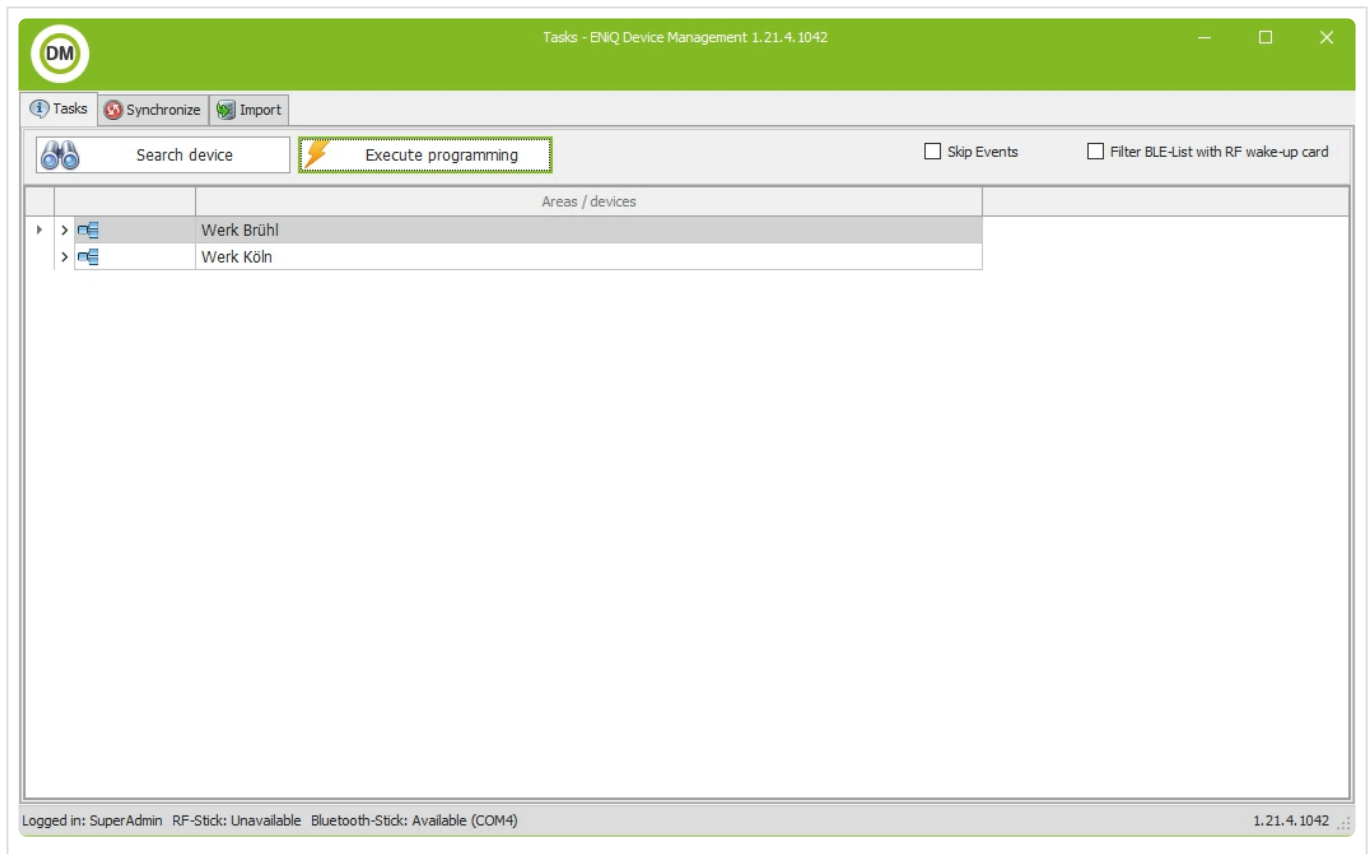 DM
Tasks - ENiQ Device Management 1.21.4.1042
Tasks Synchronize Import
Search device Execute programming Skip Events Filter BLE-List with RF wake-up card
Areas / devices
Werk Brühl
Werk Köln
Logged in: SuperAdmin RF-Stick: Unavailable Bluetooth-Stick: Available (COM4) 1.21.4.1042